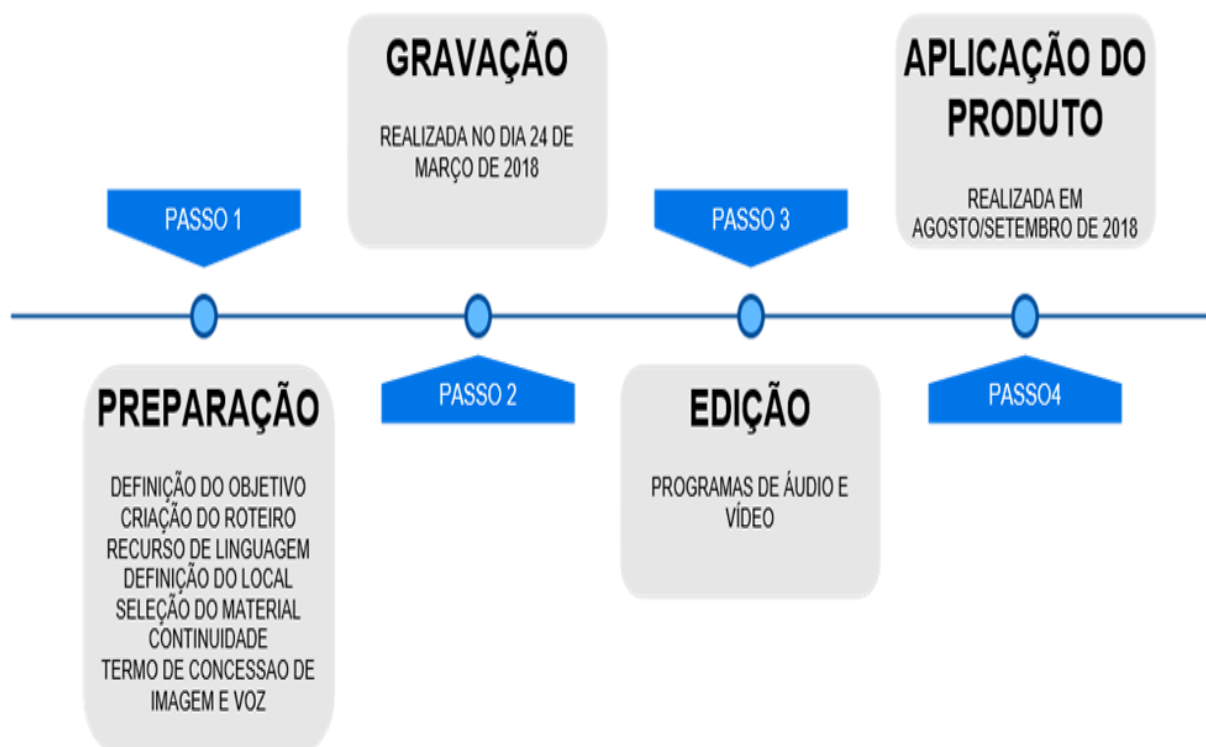 PASSO 1
PREPARAÇÃO
DEFINIÇÃO DO OBJETIVO
CRIAÇÃO DO ROTEIRO
RECURSO DE LINGUAGEM
DEFINIÇÃO DO LOCAL
SELEÇÃO DO MATERIAL
CONTINUIDADE
TERMO DE CONCESSAO DE
IMAGEM E VOZ
GRAVAÇÃO
REALIZADA NO DIA 24 DE
MARÇO DE 2018
PASSO 2
PASSO 3
EDIÇÃO
PROGRAMAS DE ÁUDIO E
VÍDEO
APLICAÇÃO DO
PRODUTO
REALIZADA EM
AGOSTO/SETEMBRO DE 2018
PASSO4